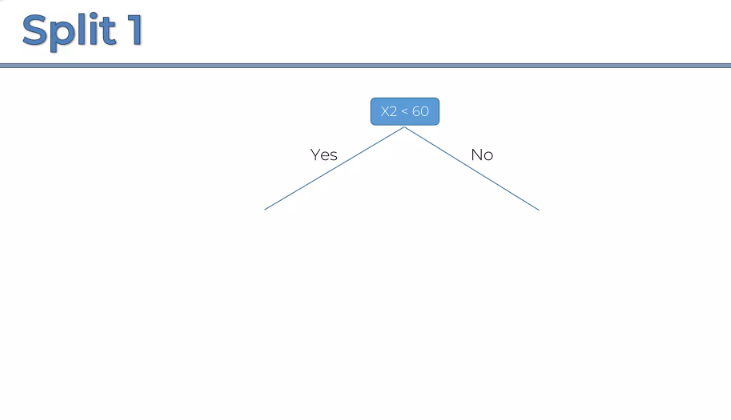 Split 1
X2 < 60
Yes
No